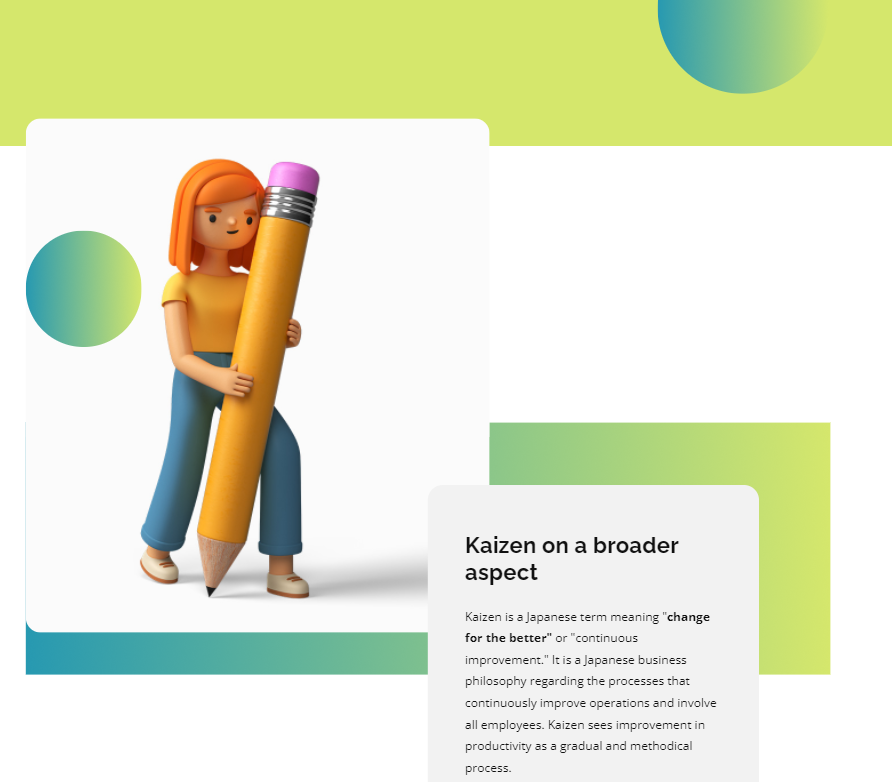 Kaizen on a broader
aspect
Kaizen is a Japanese term meaning "change
for the better" or "continuous
improvement." It is a Japanese business
philosophy regarding the processes that
continuously improve operations and involve
all employees. Kaizen sees improvement in
productivity as a gradual and methodical
process.